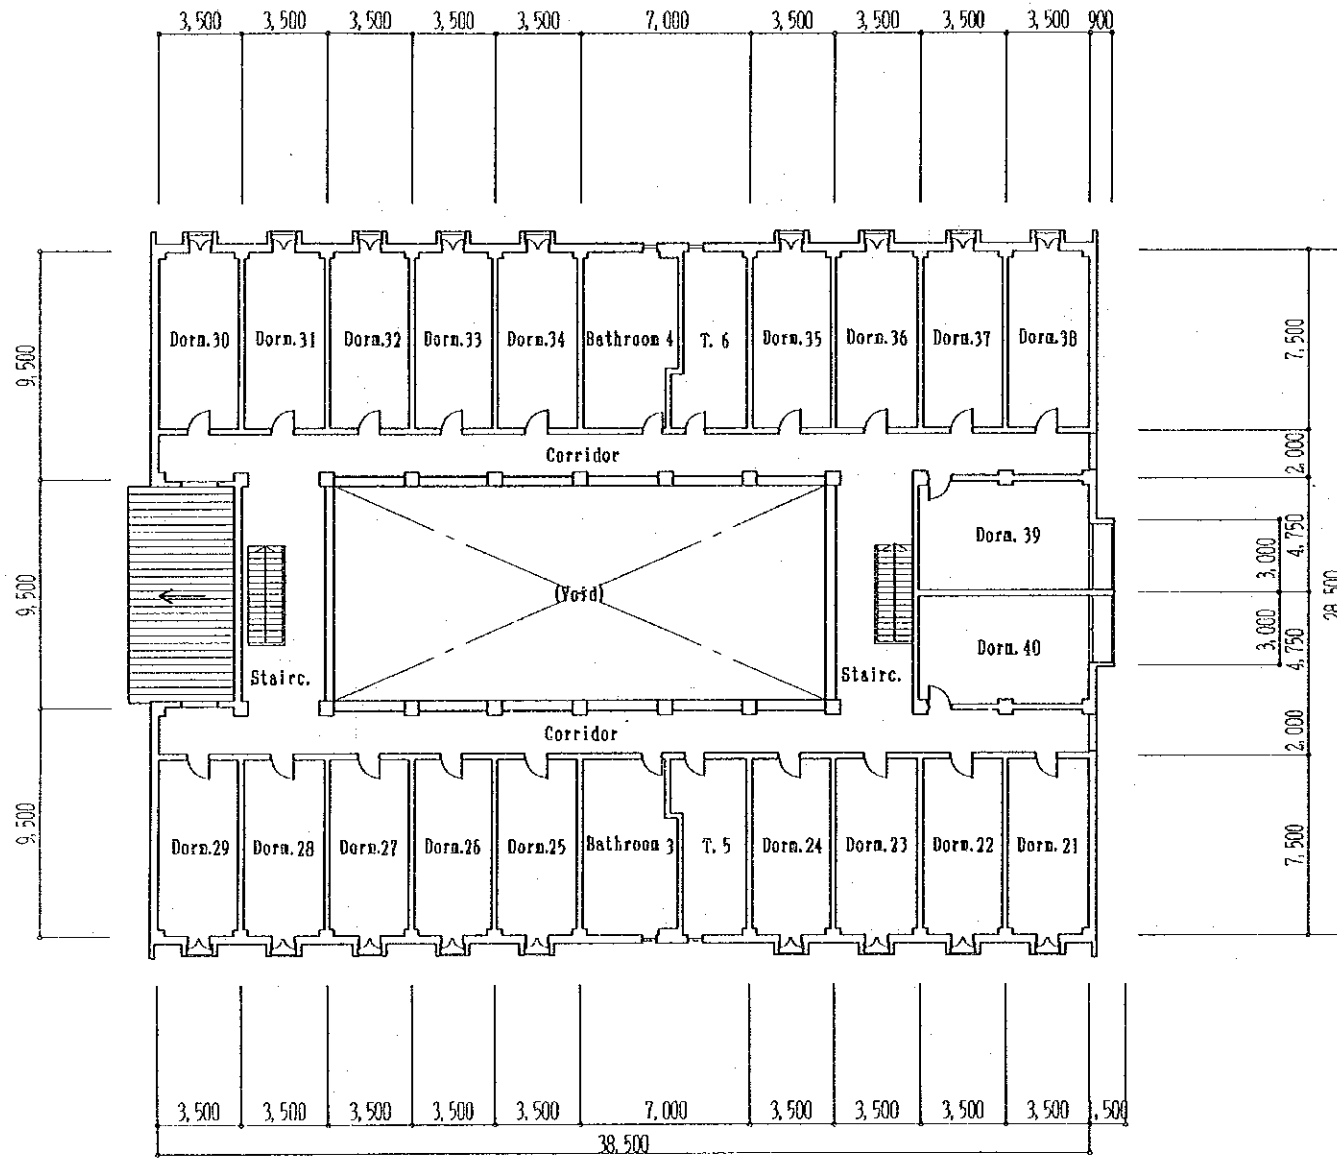 3,500 3,500 3,500 3,500 3,500 7,000 3,500 3,500 3,500 3,500 900
Dorm.30 Dorm.31 Dorm.32 Dorm.33 Dorm.34 Bathroom 4 T. 6 Dorm.35 Dorm.36 Dorm.37 Dorm.38
9,500
7,500
Corridor
2,000
Dorm. 39
4,750
3,000
9,500
(Void)
28,500
3,000
4,750
Dorm. 40
Stairc.
Stairc.
Corridor
2,000
9,500
7,500
Dorm.29 Dorm.28 Dorm.27 Dorm.26 Dorm.25 Bathroom 3 T. 5 Dorm.24 Dorm.23 Dorm.22 Dorm.21
3,500 3,500 3,500 3,500 3,500 7,000 3,500 3,500 3,500 3,500 ,500
38,500